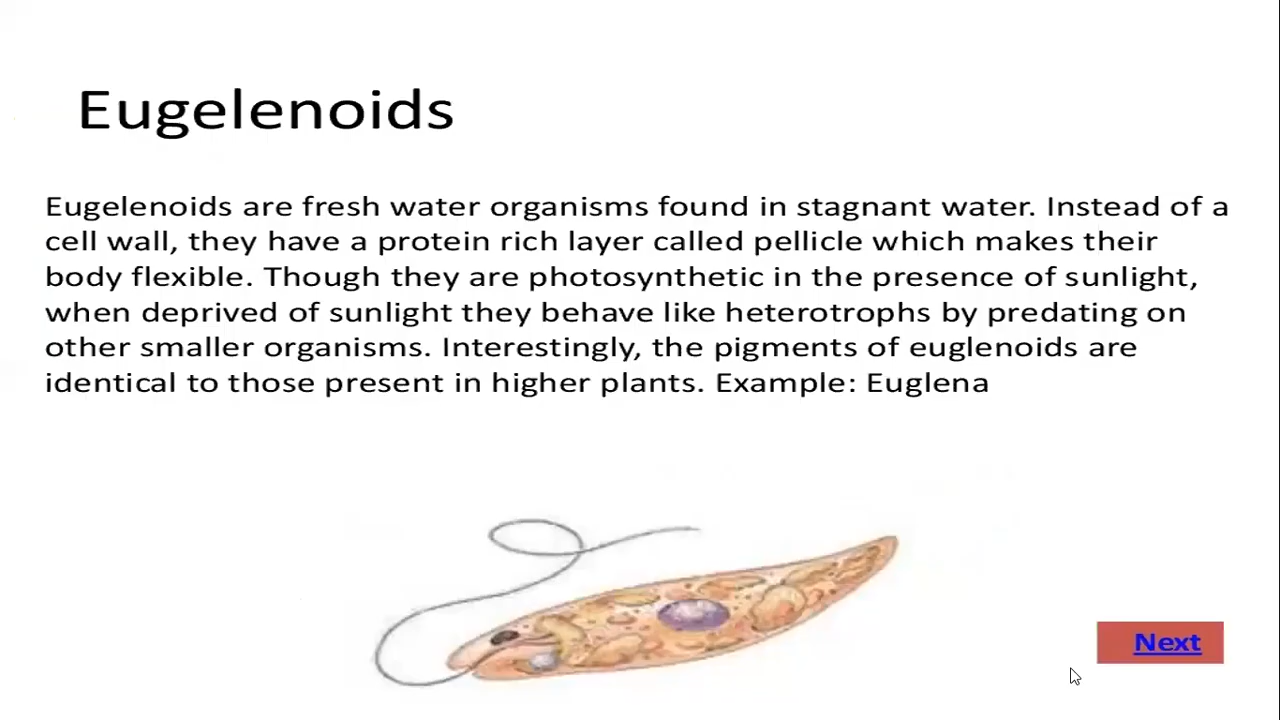 Eugelenoids
Eugelenoids are fresh water organisms found in stagnant water. Instead of a
cell wall, they have a protein rich layer called pellicle which makes their
body flexible. Though they are photosynthetic in the presence of sunlight,
when deprived of sunlight they behave like heterotrophs by predating on
other smaller organisms. Interestingly, the pigments of euglenoids are
identical to those present in higher plants. Example: Euglena
Next